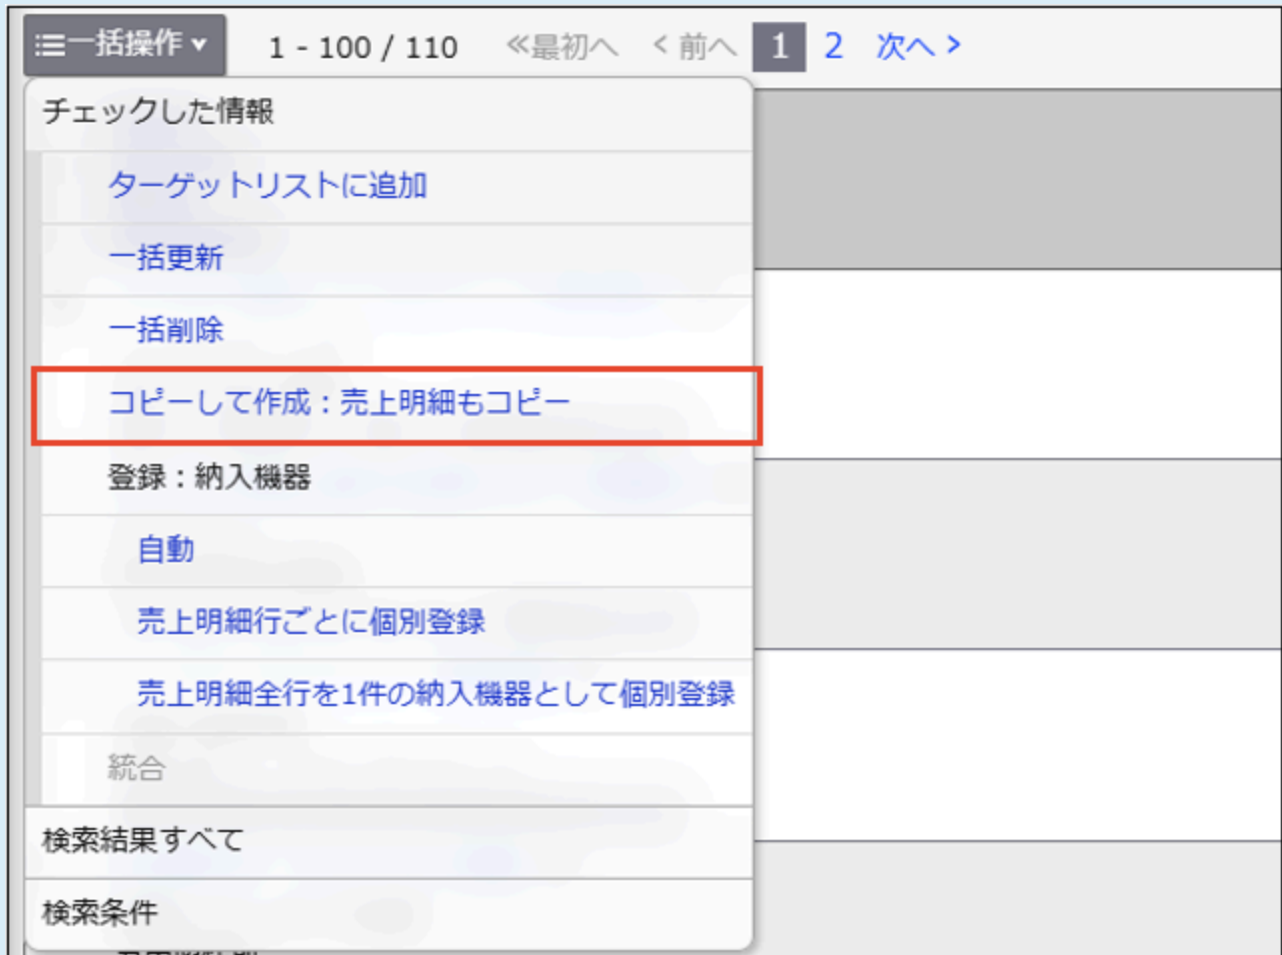 一括操作▼ 1 - 100 / 110 ≪最初へ < 前へ 1 2 次へ >
チェックした情報
ターゲットリストに追加
一括更新
一括削除
コピーして作成：売上明細もコピー
登録：納入機器
自動
売上明細行ごとに個別登録
売上明細全行を1件の納入機器として個別登録
統合
検索結果すべて
検索条件